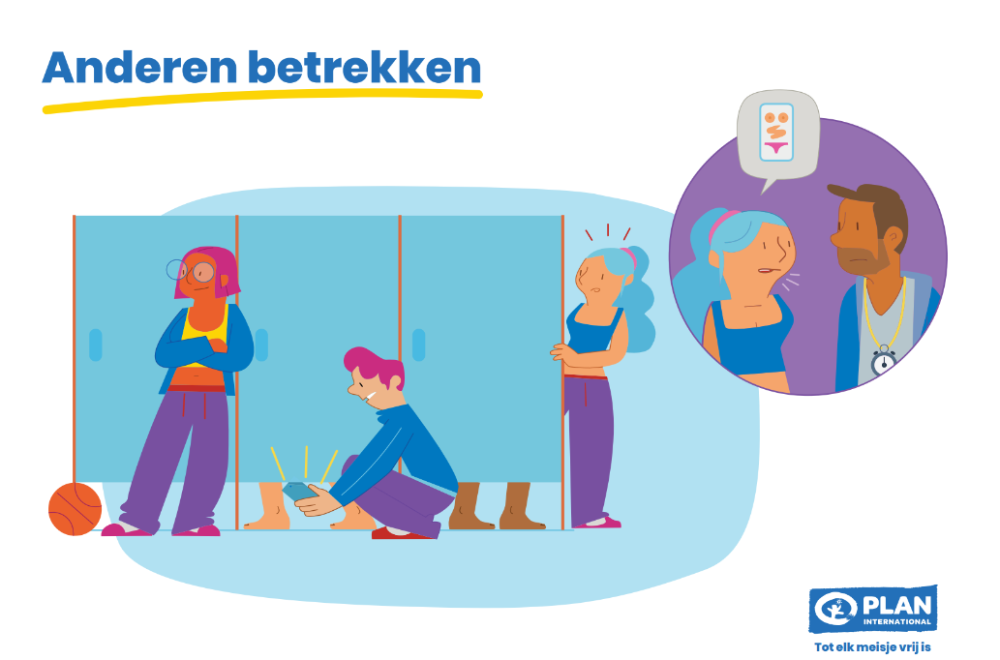 Anderen betrekken
PLAN
INTERNATIONAL
Tot elk meisje vrij is